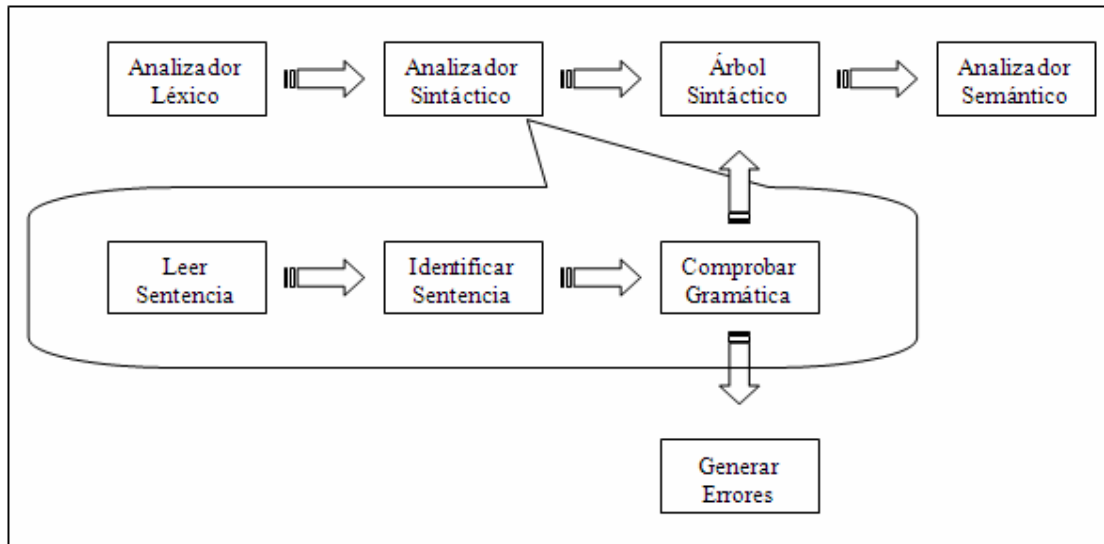 Analizador
Léxico
Analizador
Sintáctico
Árbol
Sintáctico
Analizador
Semántico
Leer
Sentencia
Identificar
Sentencia
Comprobar
Gramática
Generar
Errores